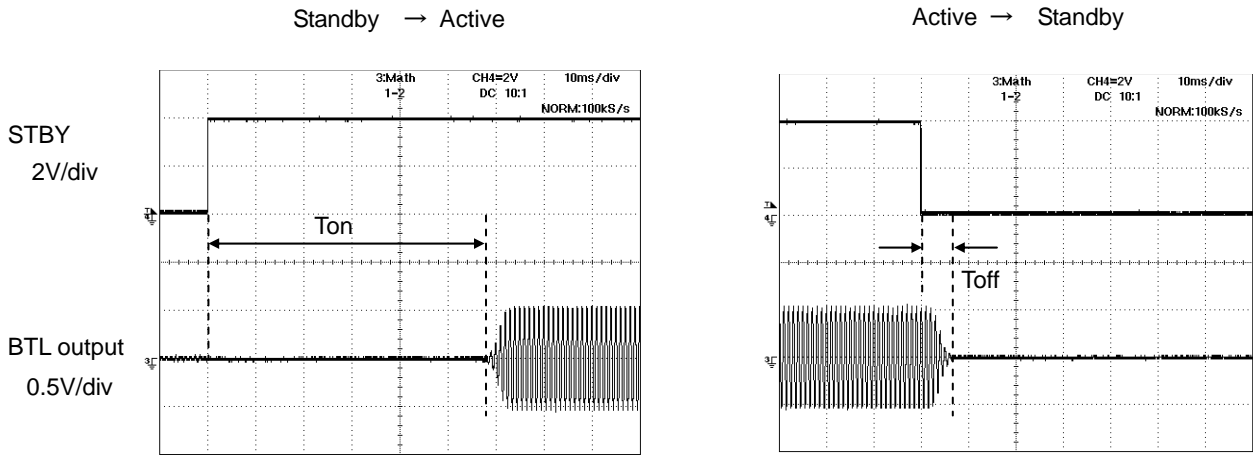 Standby → Active
Active → Standby
3:Math CH4=2V 10ms/div
1-2 DC 10:1
NORM:100kS/s
3:Math CH4=2V 10ms/div
1-2 DC 10:1
NORM:100kS/s
STBY
2V/div
Ton
Toff
BTL output
0.5V/div
3
3